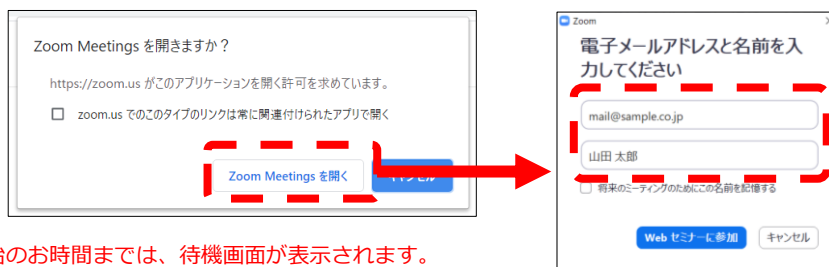 Zoom Meetings を開きますか？
https://zoom.us がこのアプリケーションを開く許可を求めています。
zoom.us でのこのタイプのリンクは常に関連付けられたアプリで開く
Zoom Meetings を開く
キャンセル
Zoom
電子メールアドレスと名前を入
力してください
mail@sample.co.jp
山田 太郎
将来のミーティングのためにこの名前を記憶する
Web セミナーに参加 キャンセル
のお時間までは、待機画面が表示されます。